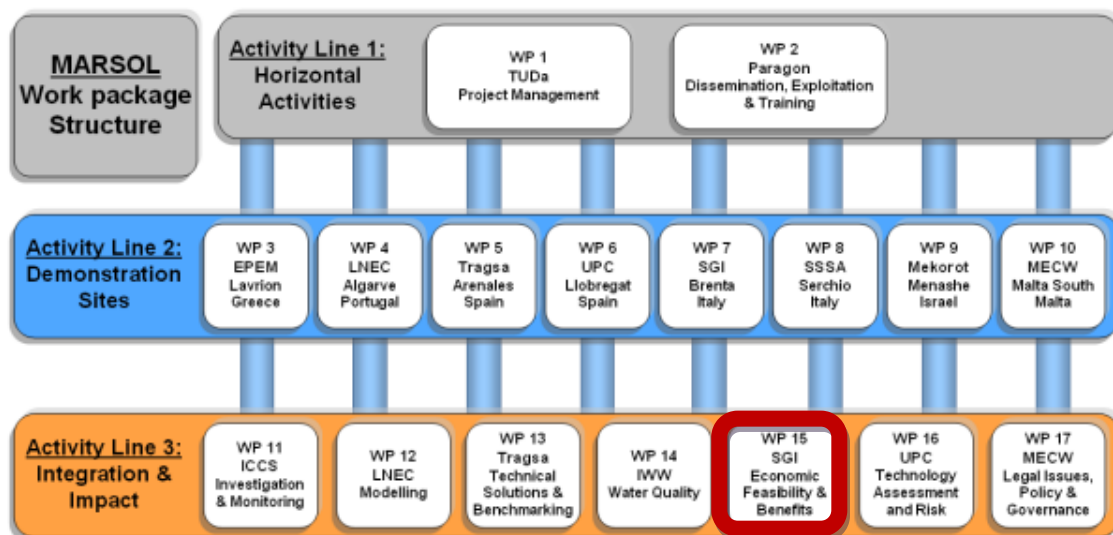 MARSOL
Work package
Structure
Activity Line 1:
Horizontal
Activities
WP 1
TUDa
Project Management
WP 2
Paragon
Dissemination, Exploitation
& Training
Activity Line 2:
Demonstration
Sites
WP 3
EPEM
Lavrion
Greece
WP 4
LNEC
Algarve
Portugal
WP 5
Tragsa
Arenales
Spain
WP 6
UPC
Llobregat
Spain
WP 7
SGI
Brenta
Italy
WP 8
SSSA
Serchio
Italy
WP 9
Mekorot
Menashe
Israel
WP 10
MECW
Malta South
Malta
Activity Line 3:
Integration &
Impact
WP 11
ICCS
Investigation
& Monitoring
WP 12
LNEC
Modelling
WP 13
Tragsa
Technical
Solutions &
Benchmarking
WP 14
IWW
Water Quality
WP 15
SGI
Economic
Feasibility &
Benefits
WP 16
UPC
Technology
Assessment
and Risk
WP 17
MECW
Legal Issues,
Policy &
Governance